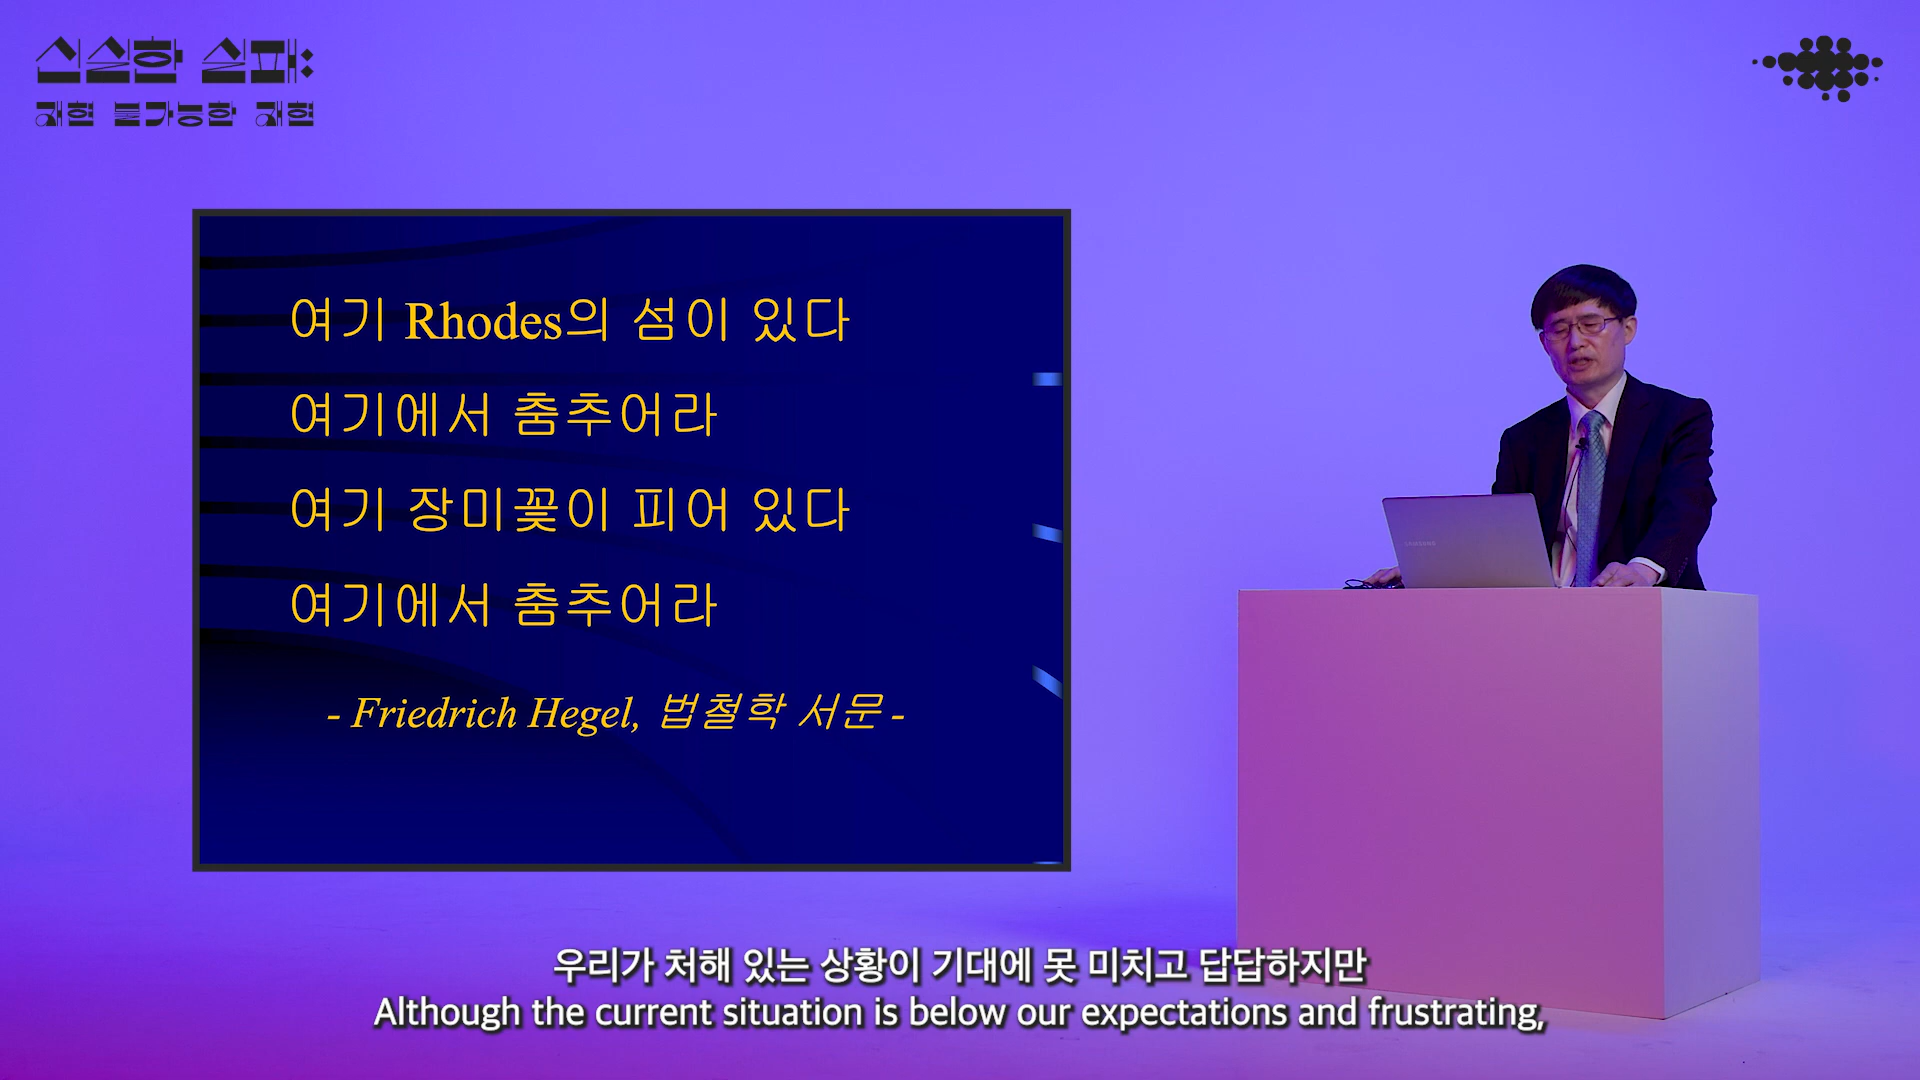 신실한 실패:
재현 불가능한 재현
여기 Rhodes의 섬이 있다
여기에서 춤추어라
여기 장미꽃이 피어 있다
여기에서 춤추어라
- Friedrich Hegel, 법철학 서문 -
SAMSUNG
우리가 처해 있는 상황이 기대에 못 미치고 답답하지만
Although the current situation is below our expectations and frustrating,